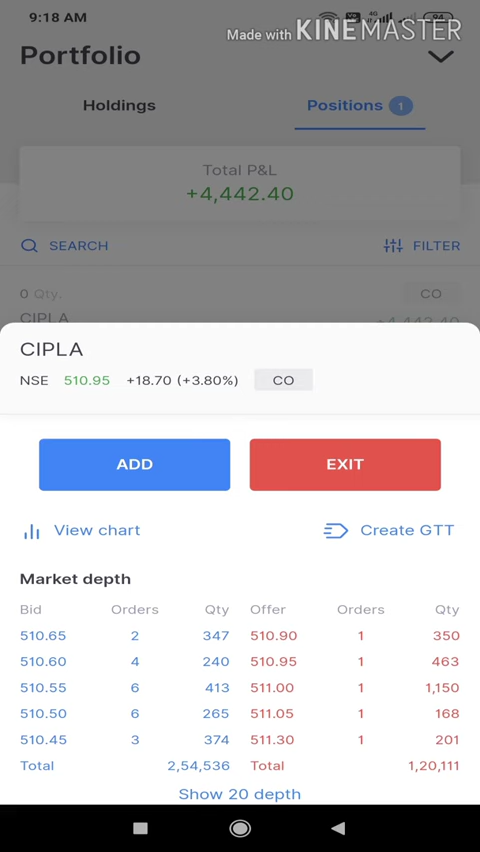 9:18 AM 4G 94
Made with KINEMASTER
Portfolio
Holdings Positions 1
Total P&L
+4,442.40
SEARCH FILTER
0 Qty. CO
CIPLA +4,442.40
CIPLA
NSE 510.95 +18.70 (+3.80%) CO
ADD EXIT
View chart Create GTT
Market depth
Bid Orders Qty Offer Orders Qty
510.65 2 347 510.90 1 350
510.60 4 240 510.95 1 463
510.55 6 413 511.00 1 1,150
510.50 6 265 511.05 1 168
510.45 3 374 511.30 1 201
Total 2,54,536 Total 1,20,111
Show 20 depth